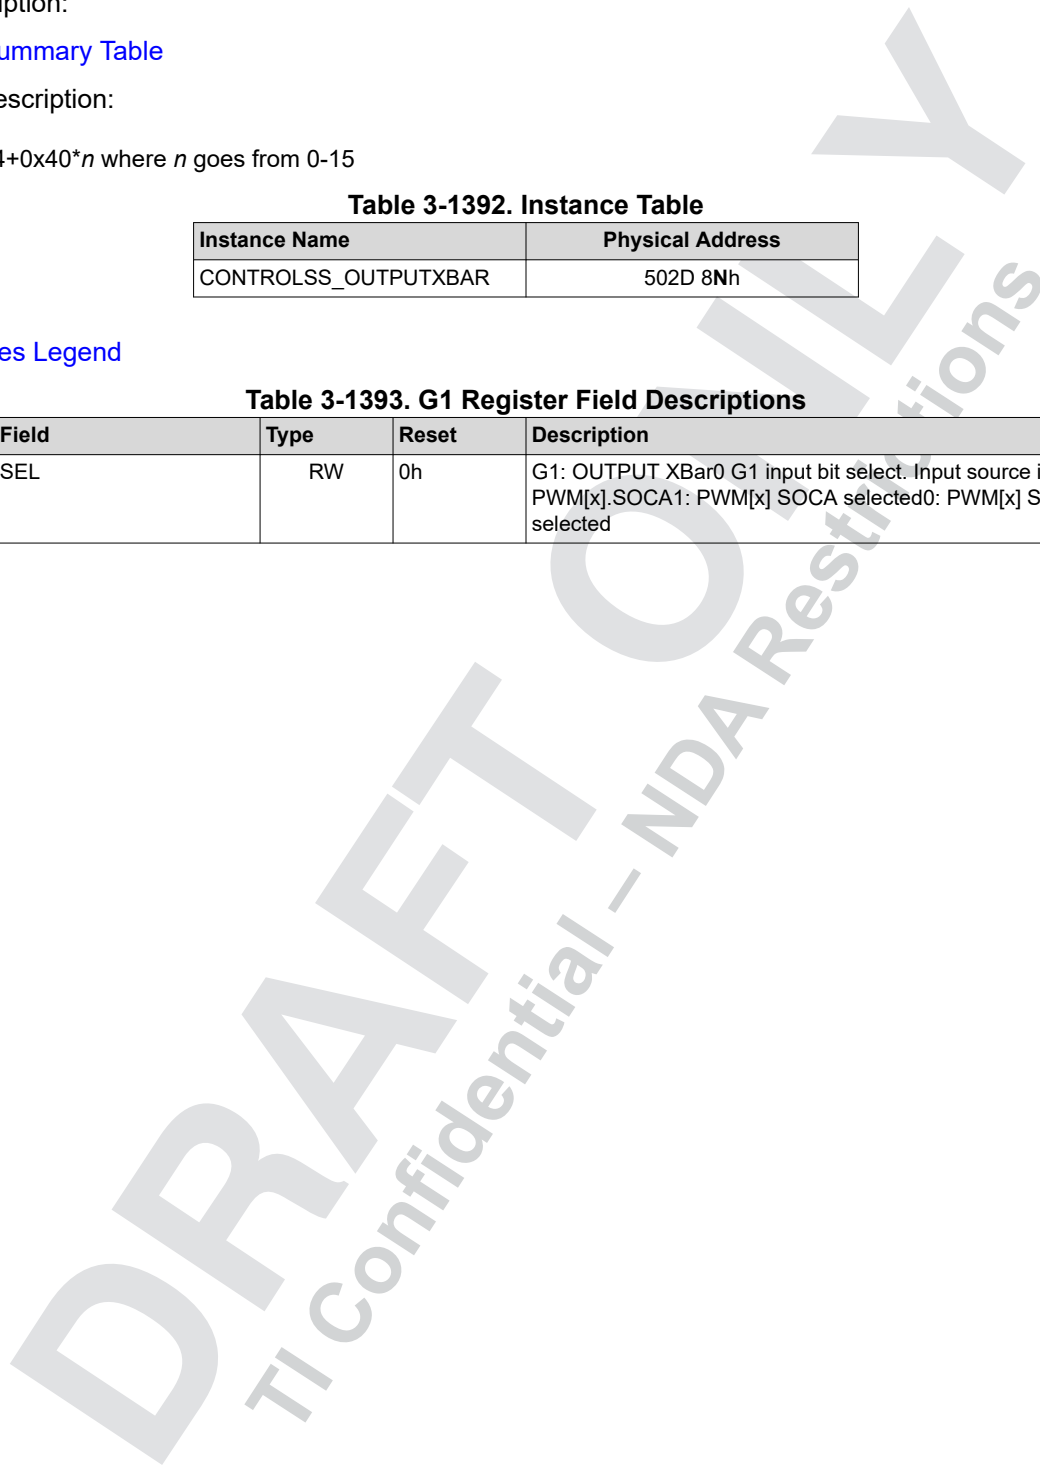 ption:
ummary Table
escription:
4+0x40*n where n goes from 0-15
Table 3-1392. Instance Table
Instance Name Physical Address
CONTROLSS_OUTPUTXBAR 502D 8Nh
es Legend
Table 3-1393. G1 Register Field Descriptions
Field Type Reset Description
SEL RW 0h G1: OUTPUT XBar0 G1 input bit select. Input source i
PWM[x].SOCA1: PWM[x] SOCA selected0: PWM[x] S
selected
DRAFT ONLY
TI Confidential – NDA Restrictions